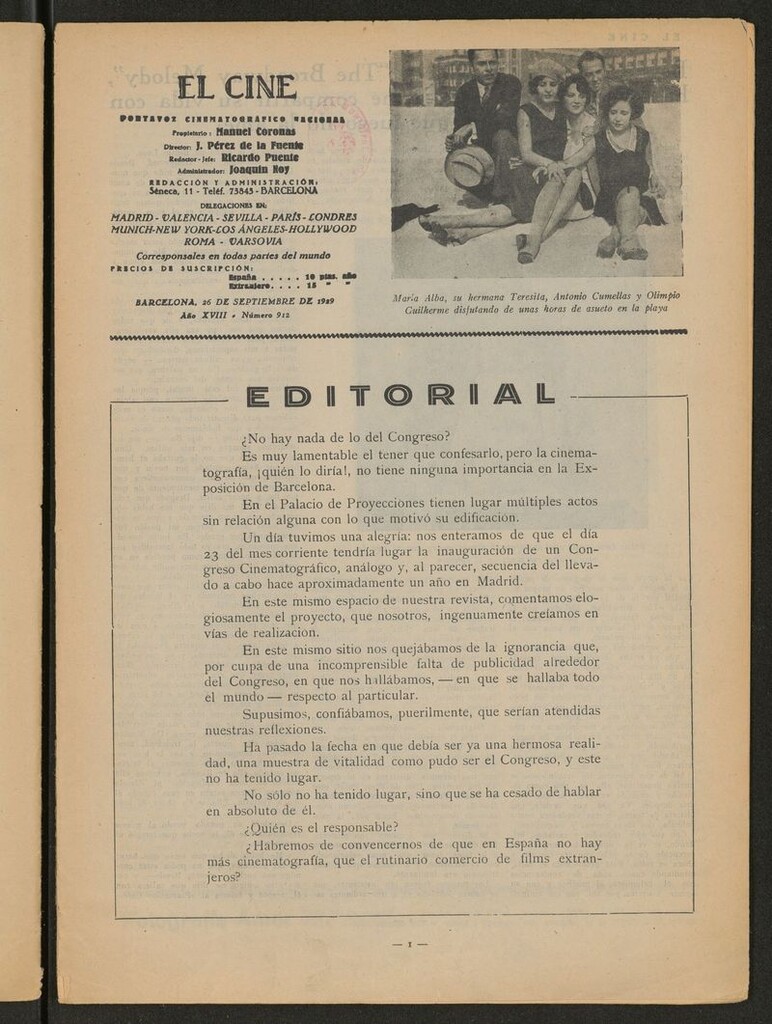 EL CINE
PORTAVOZ CINEMATOGRÁFICO NACIONAL
Propietario: Manuel Coronas
Director: J. Pérez de la Fuente
Redactor-Jefe: Ricardo Puente
Administrador: Joaquín Noy
REDACCIÓN Y ADMINISTRACIÓN:
Séneca, 11 - Teléf. 73845 - BARCELONA
DELEGACIONES EN:
MADRID - VALENCIA - SEVILLA - PARÍS - LONDRES
MUNICH-NEW YORK-LOS ÁNGELES-HOLLYWOOD
ROMA - VARSOVIA
Corresponsales en todas partes del mundo
PRECIOS DE SUSCRIPCIÓN:
España . . . . . 10 ptas. año
Extranjero. . . . 15 " "
BARCELONA, 26 DE SEPTIEMBRE DE 1929
Año XVIII - Número 912
María Alba, su hermana Teresita, Antonio Cumellas y Olimpio
Guilherme disfutando de unas horas de asueto en la playa
EDITORIAL
¿No hay nada de lo del Congreso?
Es muy lamentable el tener que confesarlo, pero la cinema-
tografía, ¡quién lo diría!, no tiene ninguna importancia en la Ex-
posición de Barcelona.
En el Palacio de Proyecciones tienen lugar múltiples actos
sin relación alguna con lo que motivó su edificación.
Un día tuvimos una alegría: nos enteramos de que el día
23 del mes corriente tendría lugar la inauguración de un Con-
greso Cinematográfico, análogo y, al parecer, secuencia del lleva-
do a cabo hace aproximadamente un año en Madrid.
En este mismo espacio de nuestra revista, comentamos elo-
giosamente el proyecto, que nosotros, ingenuamente creíamos en
vías de realizacion.
En este mismo sitio nos quejábamos de la ignorancia que,
por culpa de una incomprensible falta de publicidad alrededor
del Congreso, en que nos hallábamos, — en que se hallaba todo
el mundo — respecto al particular.
Supusimos, confiábamos, puerilmente, que serían atendidas
nuestras reflexiones.
Ha pasado la fecha en que debía ser ya una hermosa reali-
dad, una muestra de vitalidad como pudo ser el Congreso, y este
no ha tenido lugar.
No sólo no ha tenido lugar, sino que se ha cesado de hablar
en absoluto de él.
¿Quién es el responsable?
¿Habremos de convencernos de que en España no hay
más cinematografía, que el rutinario comercio de films extran-
jeros?
— 1 —